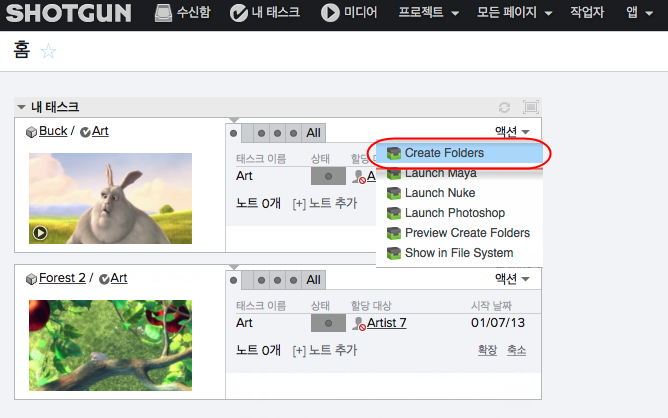 SHOTGUN 수신함 내 태스크 미디어 프로젝트 모든 페이지 작업자 앱
홈
내 태스크
Buck / Art
All
액션
태스크 이름 상태 할당 대
Art A
노트 0개 [+] 노트 추가
Create Folders
Launch Maya
Launch Nuke
Launch Photoshop
Preview Create Folders
Show in File System
Forest 2 / Art
All
액션
태스크 이름 상태 할당 대상 시작 날짜
Art Artist 7 01/07/13
노트 0개 [+] 노트 추가 확장 축소